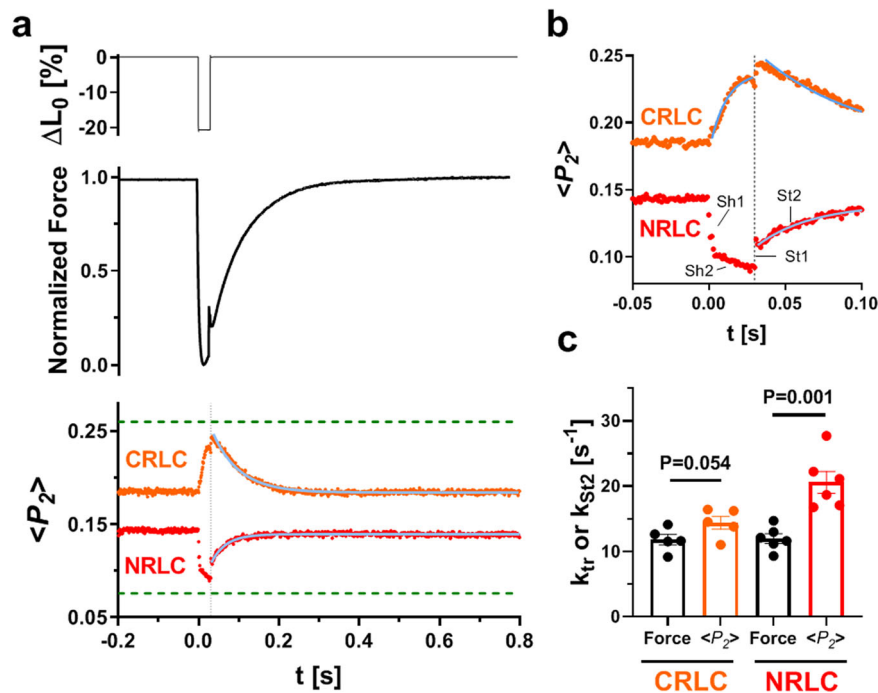 a
ΔL₀ [%]
0
-10
-20
Normalized Force
1.0
0.5
0.0
<P₂>
0.25
0.15
0.05
CRLC
NRLC
-0.2 0.0 0.2 0.4 0.6 0.8
t [s]
b
<P₂>
0.25
0.20
0.15
0.10
CRLC
NRLC
Sh1
Sh2
St2
St1
-0.05 0.00 0.05 0.10
t [s]
c
kₜᵣ or kSt2 [s⁻¹]
30
20
10
0
P=0.054
P=0.001
Force <P₂> Force <P₂>
CRLC NRLC